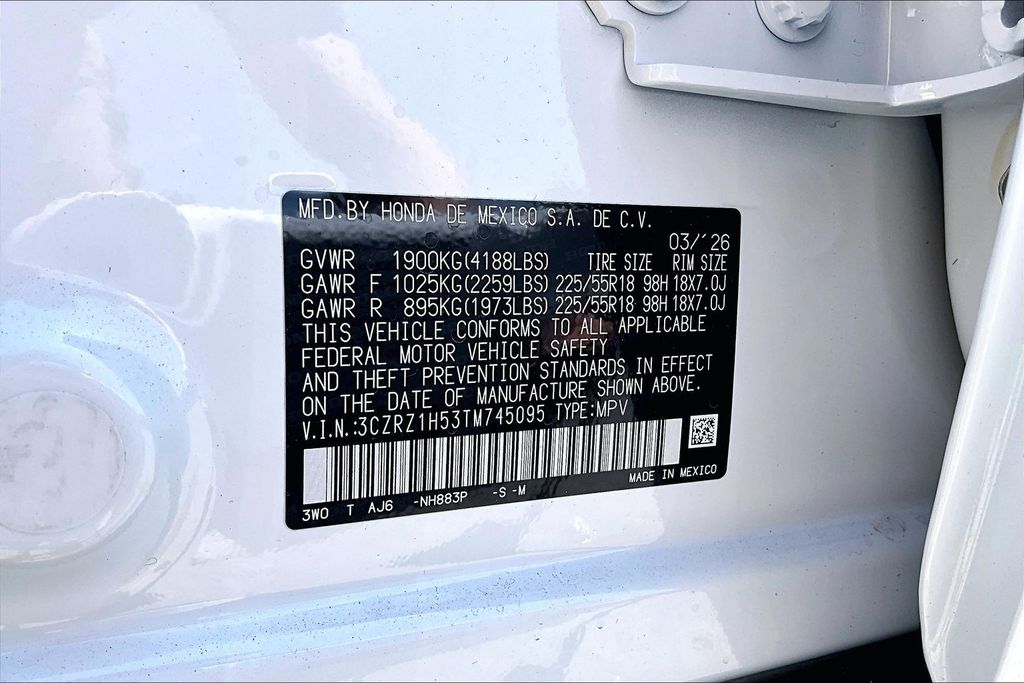 MFD.BY HONDA DE MEXICO S.A. DE C.V.
03/'26
GVWR 1900KG(4188LBS) TIRE SIZE RIM SIZE
GAWR F 1025KG(2259LBS) 225/55R18 98H 18X7.0J
GAWR R 895KG(1973LBS) 225/55R18 98H 18X7.0J
THIS VEHICLE CONFORMS TO ALL APPLICABLE
FEDERAL MOTOR VEHICLE SAFETY
AND THEFT PREVENTION STANDARDS IN EFFECT
ON THE DATE OF MANUFACTURE SHOWN ABOVE.
V.I.N.:3CZRZ1H53TM745095 TYPE:MPV
MADE IN MEXICO
3W0 T AJ6 -NH883P -S -M